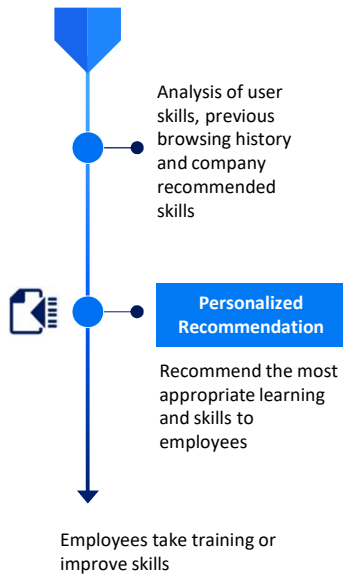 Analysis of user
skills, previous
browsing history
and company
recommended
skills
Personalized
Recommendation
Recommend the most
appropriate learning
and skills to
employees
Employees take training or
improve skills